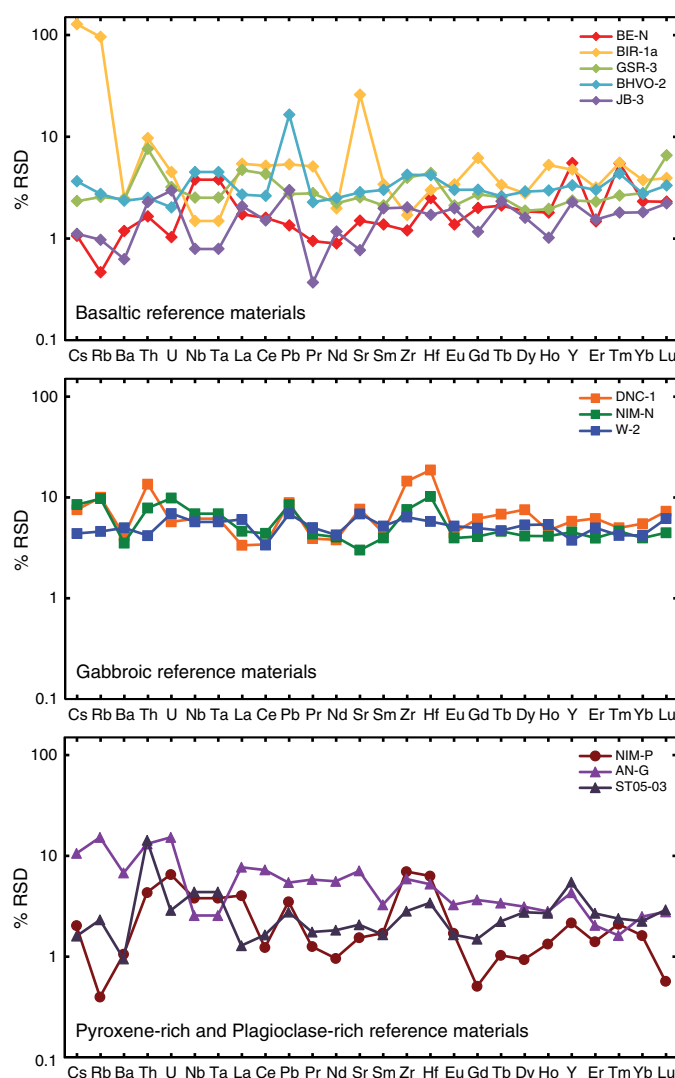 100
10
1
0.1
% RSD
BE-N
BIR-1a
GSR-3
BHVO-2
JB-3
Basaltic reference materials
Cs Rb Ba Th U Nb Ta La Ce Pb Pr Nd Sr Sm Zr Hf Eu Gd Tb Dy Ho Y Er Tm Yb Lu
100
10
1
0.1
% RSD
DNC-1
NIM-N
W-2
Gabbroic reference materials
Cs Rb Ba Th U Nb Ta La Ce Pb Pr Nd Sr Sm Zr Hf Eu Gd Tb Dy Ho Y Er Tm Yb Lu
100
10
1
0.1
% RSD
NIM-P
AN-G
ST05-03
Pyroxene-rich and Plagioclase-rich reference materials
Cs Rb Ba Th U Nb Ta La Ce Pb Pr Nd Sr Sm Zr Hf Eu Gd Tb Dy Ho Y Er Tm Yb Lu